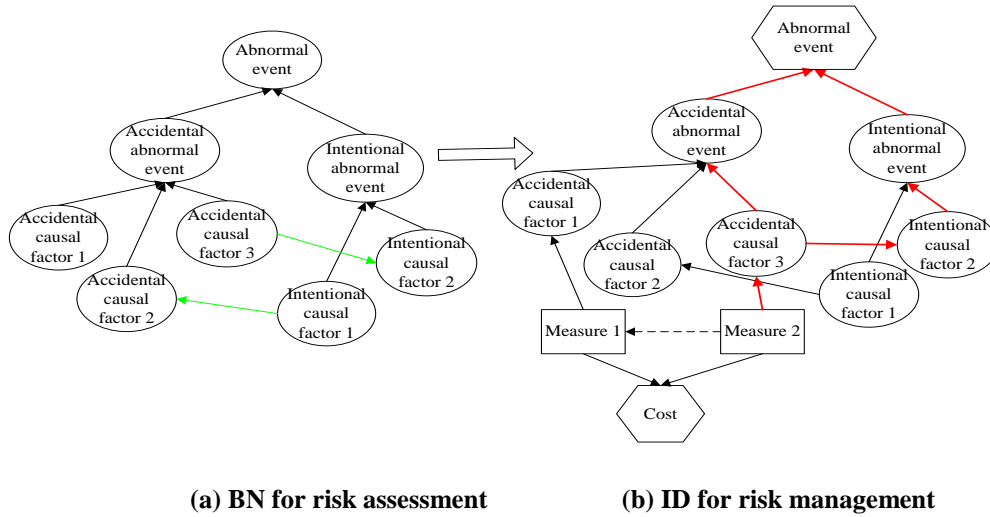 Abnormal
event
Accidental
abnormal
event
Intentional
abnormal
event
Accidental
causal
factor 1
Accidental
causal
factor 3
Intentional
causal
factor 2
Accidental
causal
factor 2
Intentional
causal
factor 1
(a) BN for risk assessment
Abnormal
event
Accidental
abnormal
event
Intentional
abnormal
event
Accidental
causal
factor 1
Accidental
causal
factor 2
Accidental
causal
factor 3
Intentional
causal
factor 2
Intentional
causal
factor 1
Measure 1
Measure 2
Cost
(b) ID for risk management